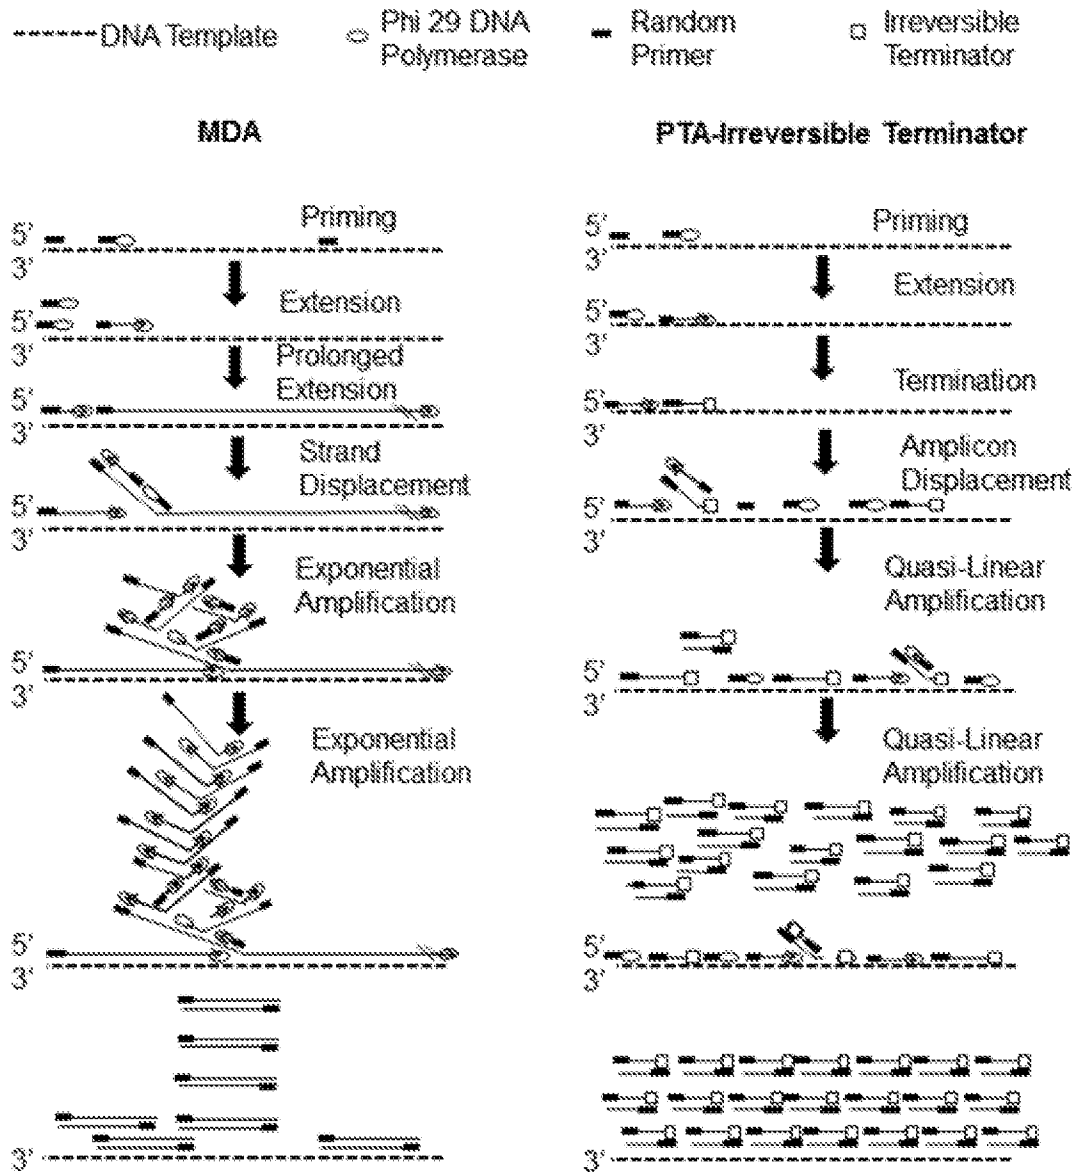 DNA Template
Phi 29 DNA
Polymerase
Random
Primer
Irreversible
Terminator
MDA
5'
3'
Priming
5'
3'
Extension
Prolonged
Extension
5'
3'
Strand
Displacement
5'
3'
Exponential
Amplification
5'
3'
Exponential
Amplification
5'
3'
3'
PTA-Irreversible Terminator
5'
3'
Priming
Extension
5'
3'
Termination
5'
3'
Amplicon
Displacement
5'
3'
Quasi-Linear
Amplification
5'
3'
Quasi-Linear
Amplification
5'
3'
3'